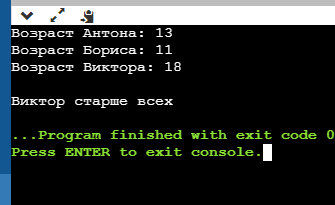 Возраст Антона: 13
Возраст Бориса: 11
Возраст Виктора: 18
Виктор старше всех
...Program finished with exit code 0
Press ENTER to exit console.